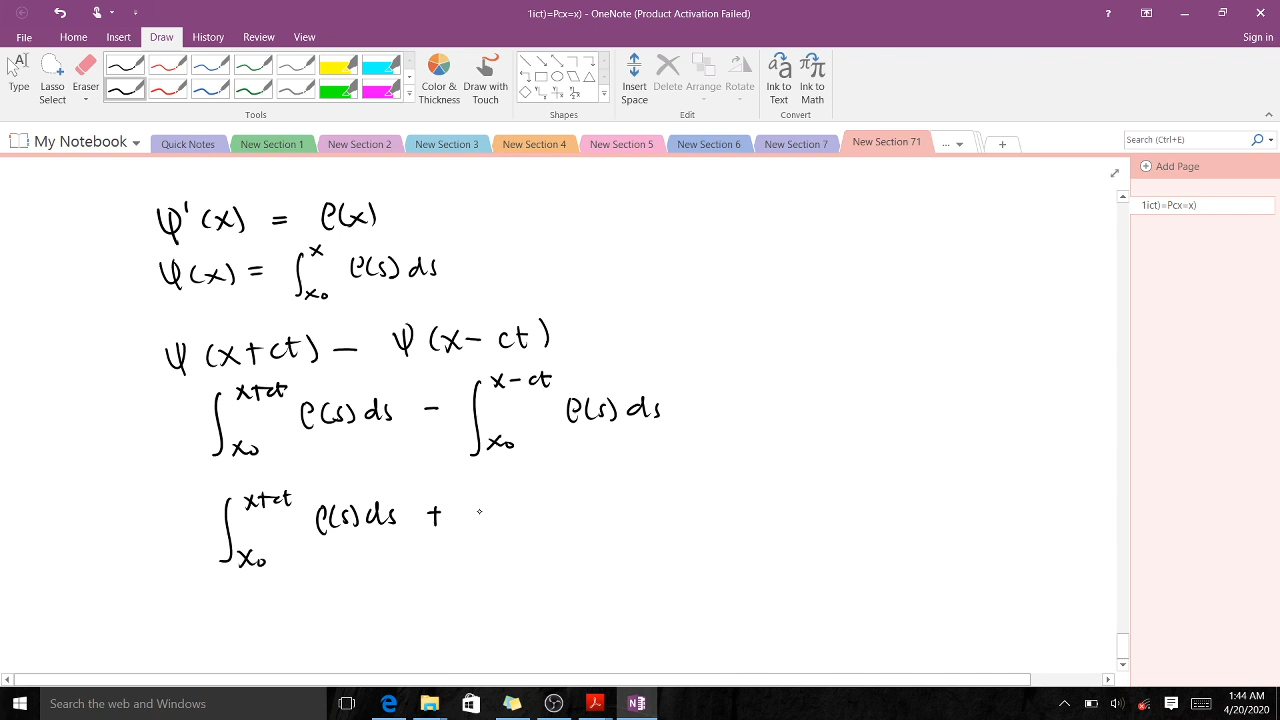 1ict)=Pcx=x) - OneNote (Product Activation Failed)
?
File Home Insert Draw History Review View
Sign in
Type
Lasso Select
Eraser
Color & Thickness
Draw with Touch
Insert Space
Delete
Arrange
Rotate
Ink to Text
Ink to Math
Tools
Shapes
Edit
Convert
My Notebook
Quick Notes
New Section 1
New Section 2
New Section 3
New Section 4
New Section 5
New Section 6
New Section 7
New Section 71
...
Search (Ctrl+E)
Add Page
1ict)=Pcx=x)
ψ'(x) = ρ(x)
ψ(x) = ∫_{x₀}^{x} ρ(s) ds
ψ(x+ct) − ψ(x−ct)
∫_{x₀}^{x+ct} ρ(s) ds − ∫_{x₀}^{x−ct} ρ(s) ds
∫_{x₀}^{x+ct} ρ(s) ds +
Search the web and Windows
1:44 AM
4/20/2020